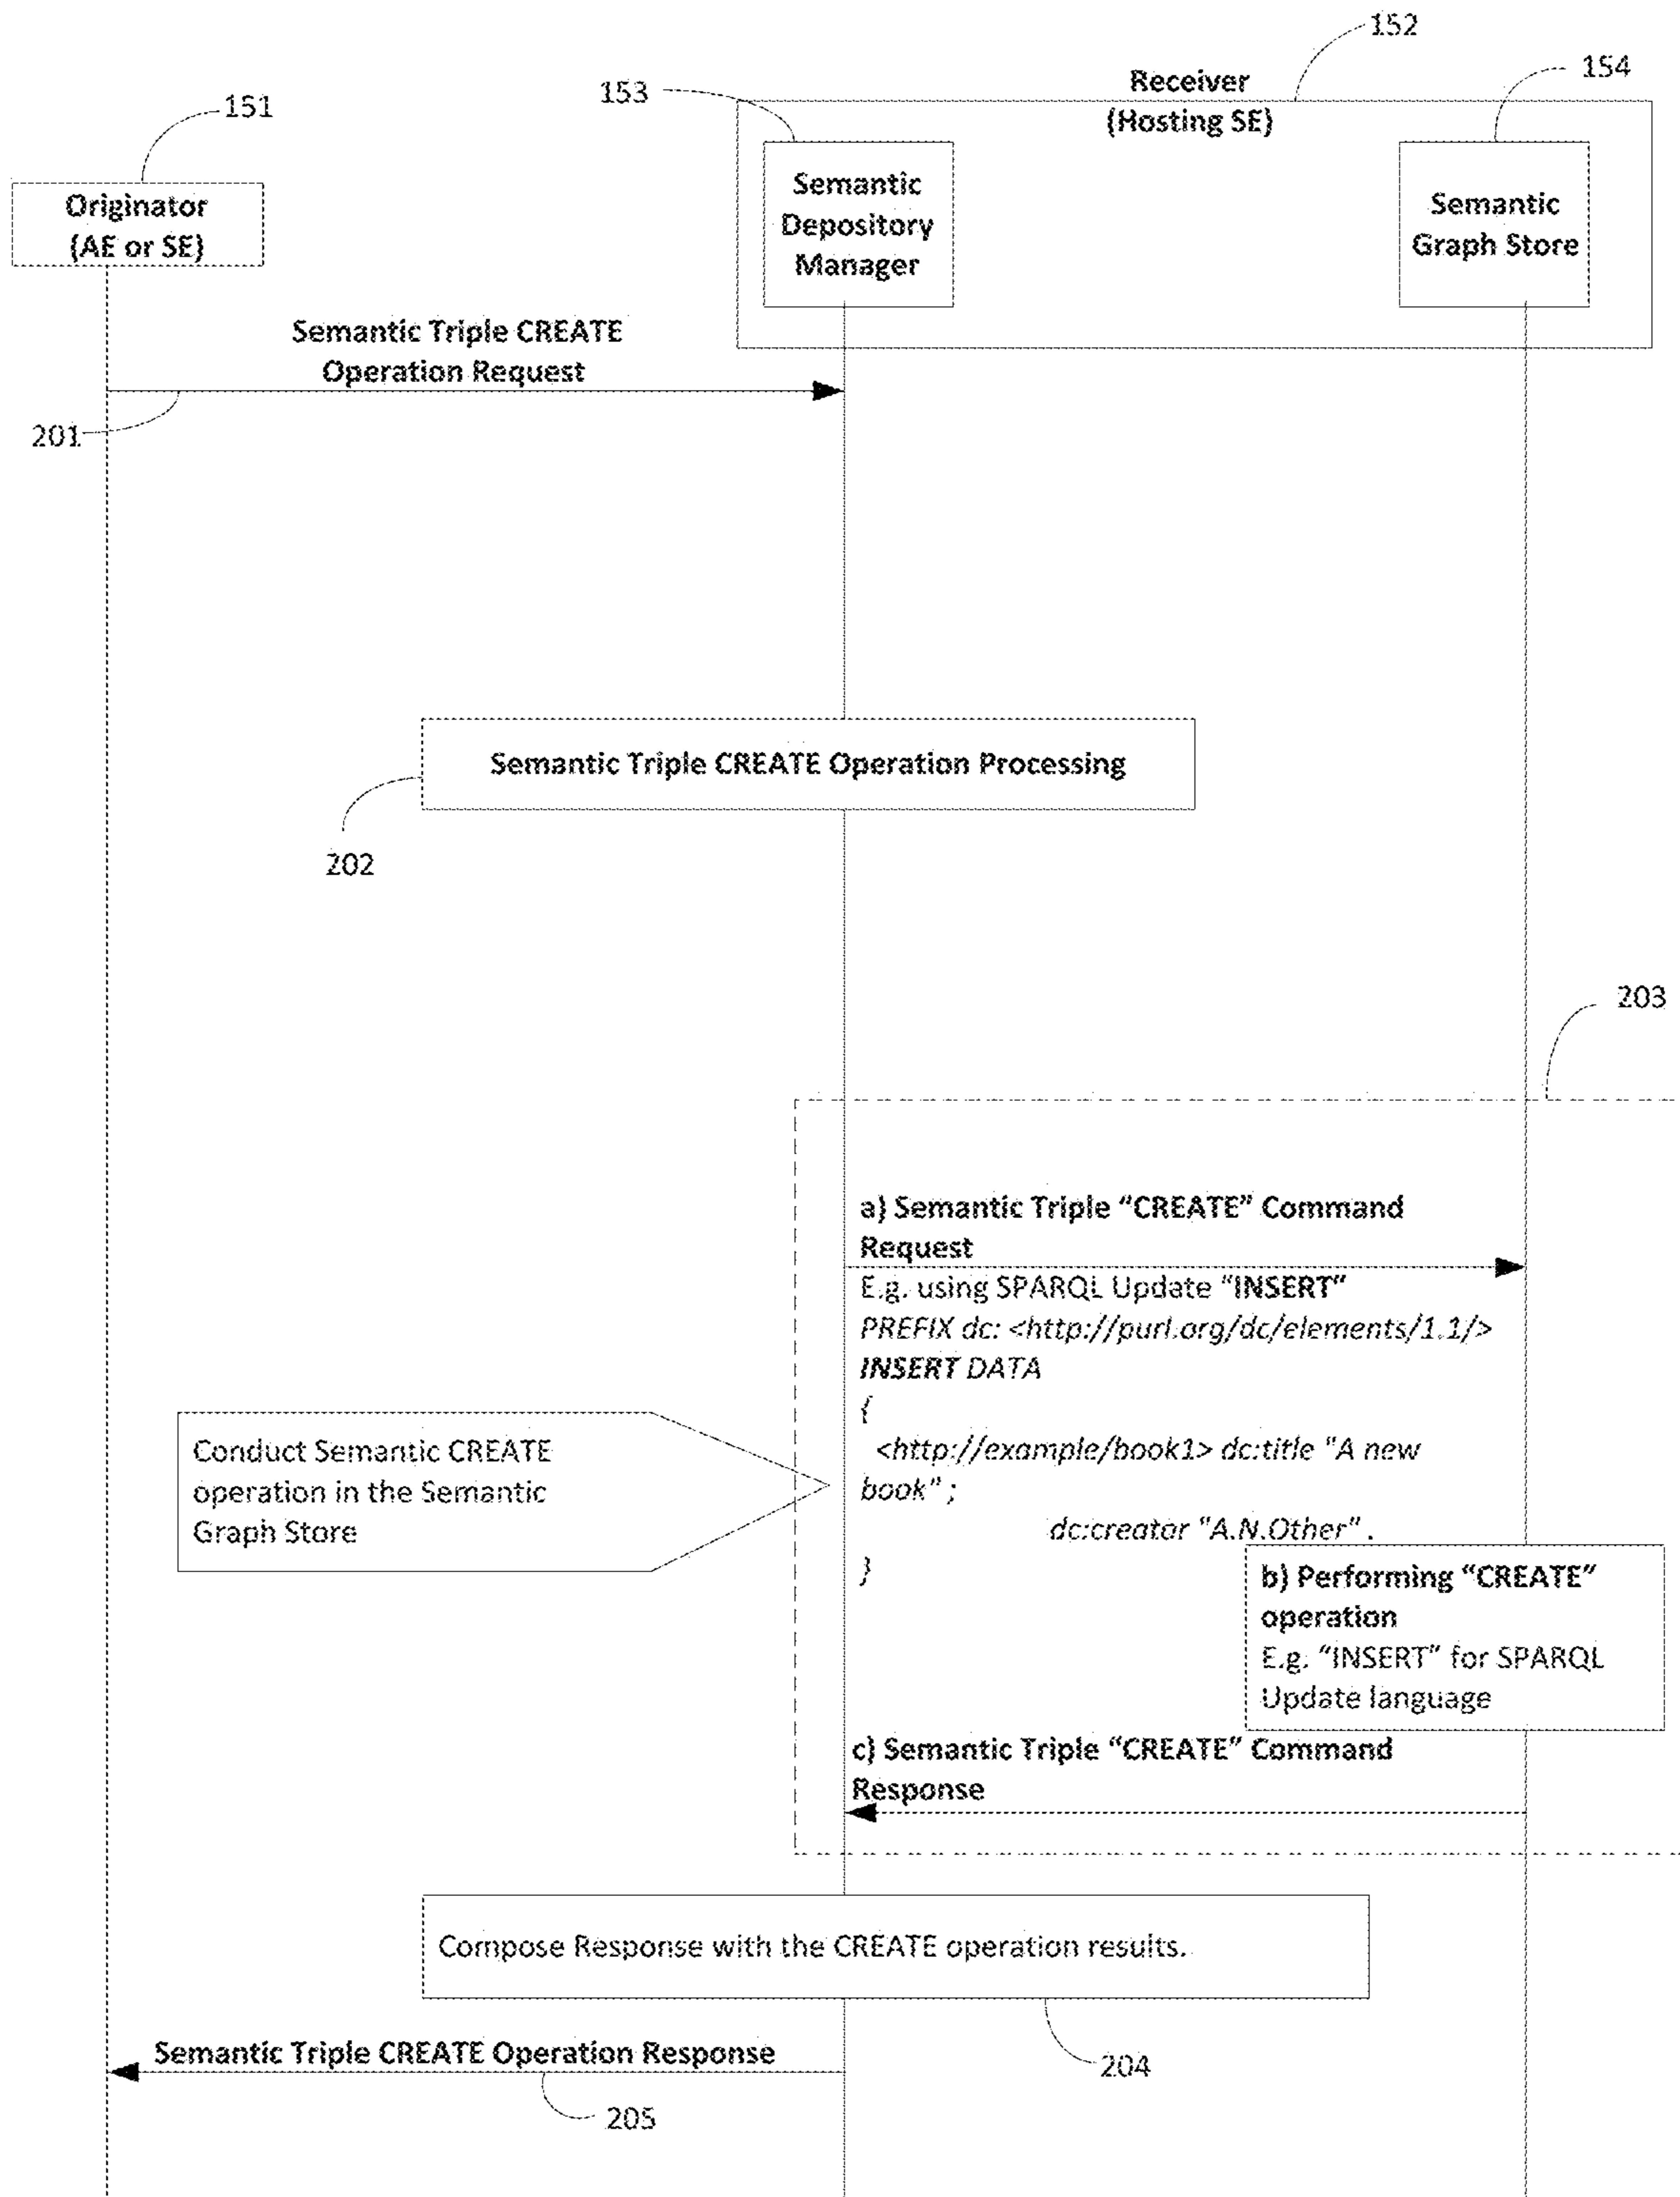 152
Receiver
(Hosting SE)
154
153
151
Originator
(AE or SE)
Semantic
Depository
Manager
Semantic
Graph Store
Semantic Triple CREATE
Operation Request
201
Semantic Triple CREATE Operation Processing
202
203
a) Semantic Triple “CREATE” Command
Request
E.g. using SPARQL Update “INSERT”
PREFIX dc: <http://purl.org/dc/elements/1.1/>
INSERT DATA
{
<http://example/book1> dc:title "A new
book" ;
dc:creator "A.N.Other" .
}
Conduct Semantic CREATE
operation in the Semantic
Graph Store
b) Performing “CREATE”
operation
E.g. “INSERT” for SPARQL
Update language
c) Semantic Triple “CREATE” Command
Response
Compose Response with the CREATE operation results.
204
Semantic Triple CREATE Operation Response
205